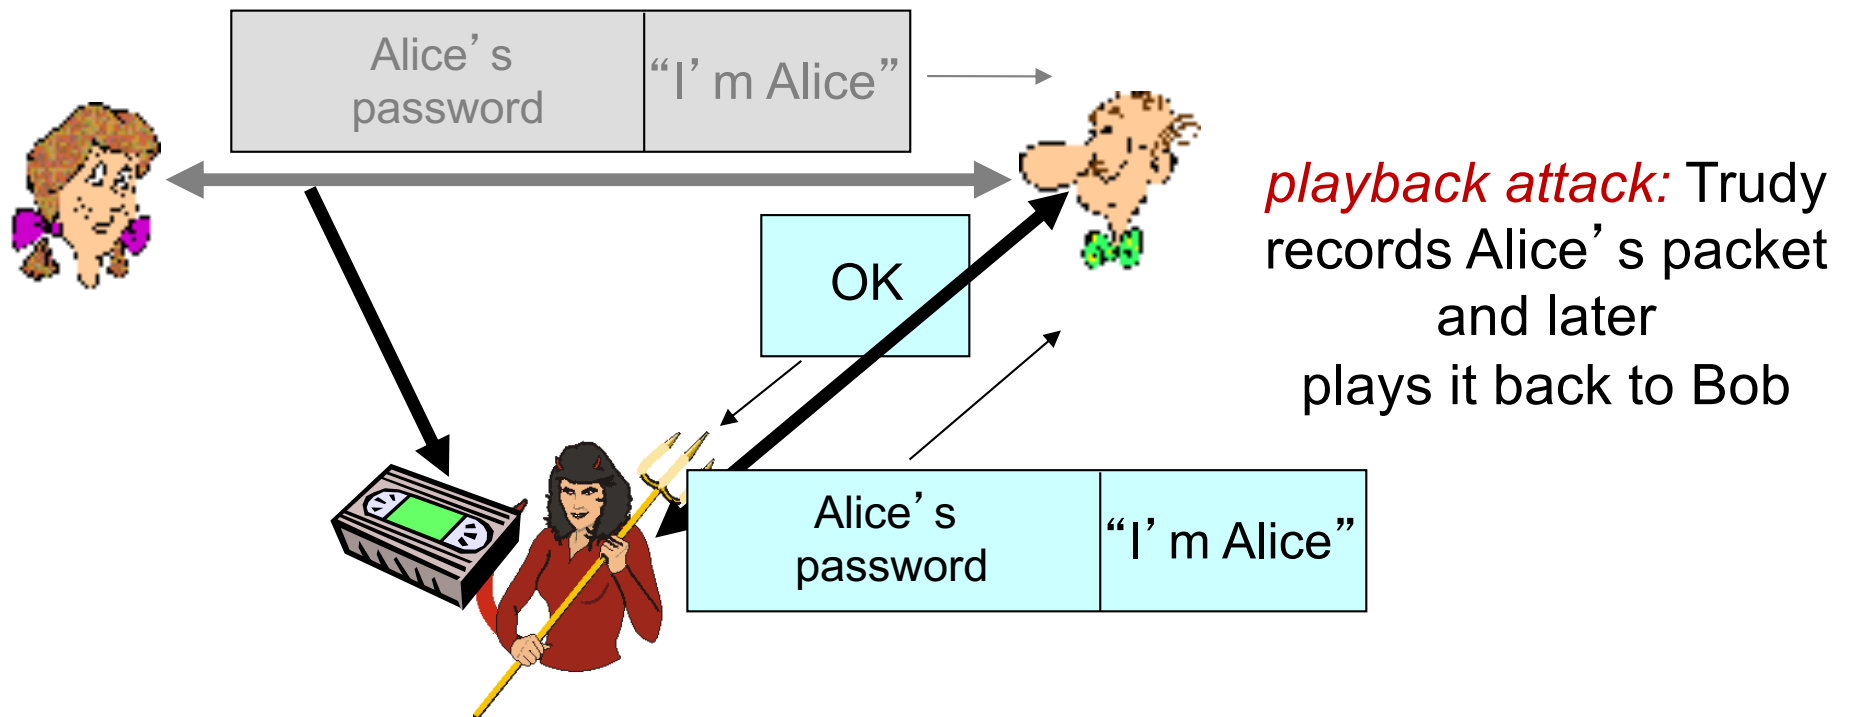 Alice’s
password
“I’m Alice”
OK
playback attack: Trudy
records Alice’s packet
and later
plays it back to Bob
Alice’s
password
“I’m Alice”